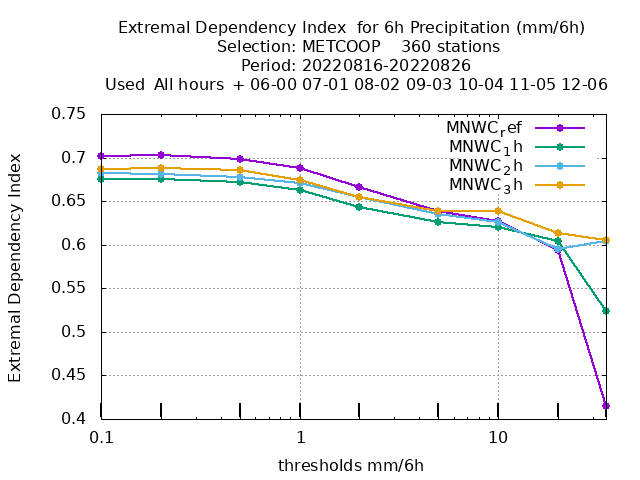 Extremal Dependency Index  for 6h Precipitation (mm/6h)
Selection: METCOOP    360 stations
Period: 20220816-20220826
Used  All hours  + 06-00 07-01 08-02 09-03 10-04 11-05 12-06
MNWCref
MNWC1h
MNWC2h
MNWC3h
Extremal Dependency Index
0.75
0.7
0.65
0.6
0.55
0.5
0.45
0.4
0.1 1 10
thresholds mm/6h